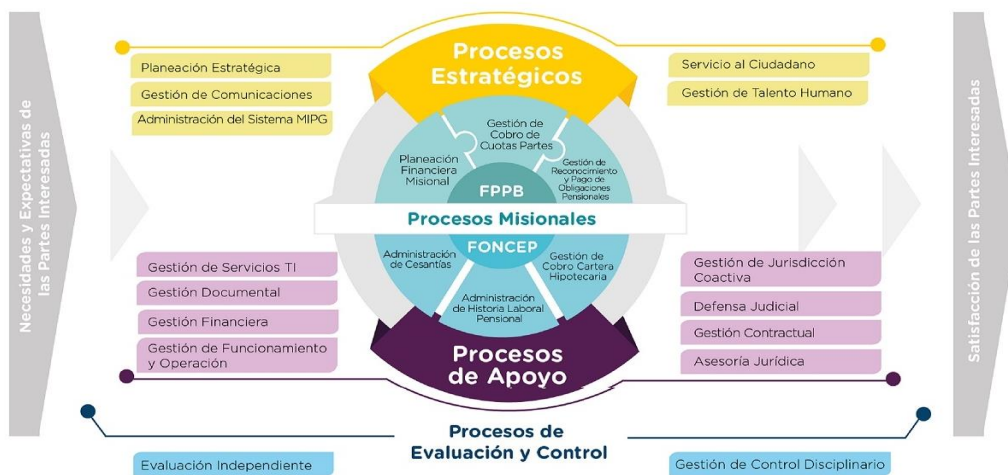 Necesidades y Expectativas de
las Partes Interesadas
Procesos
Estratégicos
Planeación Estratégica
Gestión de Comunicaciones
Administración del Sistema MIPG
Servicio al Ciudadano
Gestión de Talento Humano
Planeación
Financiera
Misional
Gestión de
Cobro de
Cuotas Partes
Gestión de
Reconocimiento
y Pago de
Obligaciones
Pensionales
FPPB
Procesos Misionales
FONCEP
Administración
de Cesantías
Administración
de Historia Laboral
Pensional
Gestión de
Cobro Cartera
Hipotecaria
Gestión de Servicios TI
Gestión Documental
Gestión Financiera
Gestión de Funcionamiento
y Operación
Gestión de Jurisdicción
Coactiva
Defensa Judicial
Gestión Contractual
Asesoría Jurídica
Procesos
de Apoyo
Procesos de
Evaluación y Control
Evaluación Independiente
Gestión de Control Disciplinario
Satisfacción de las Partes Interesadas